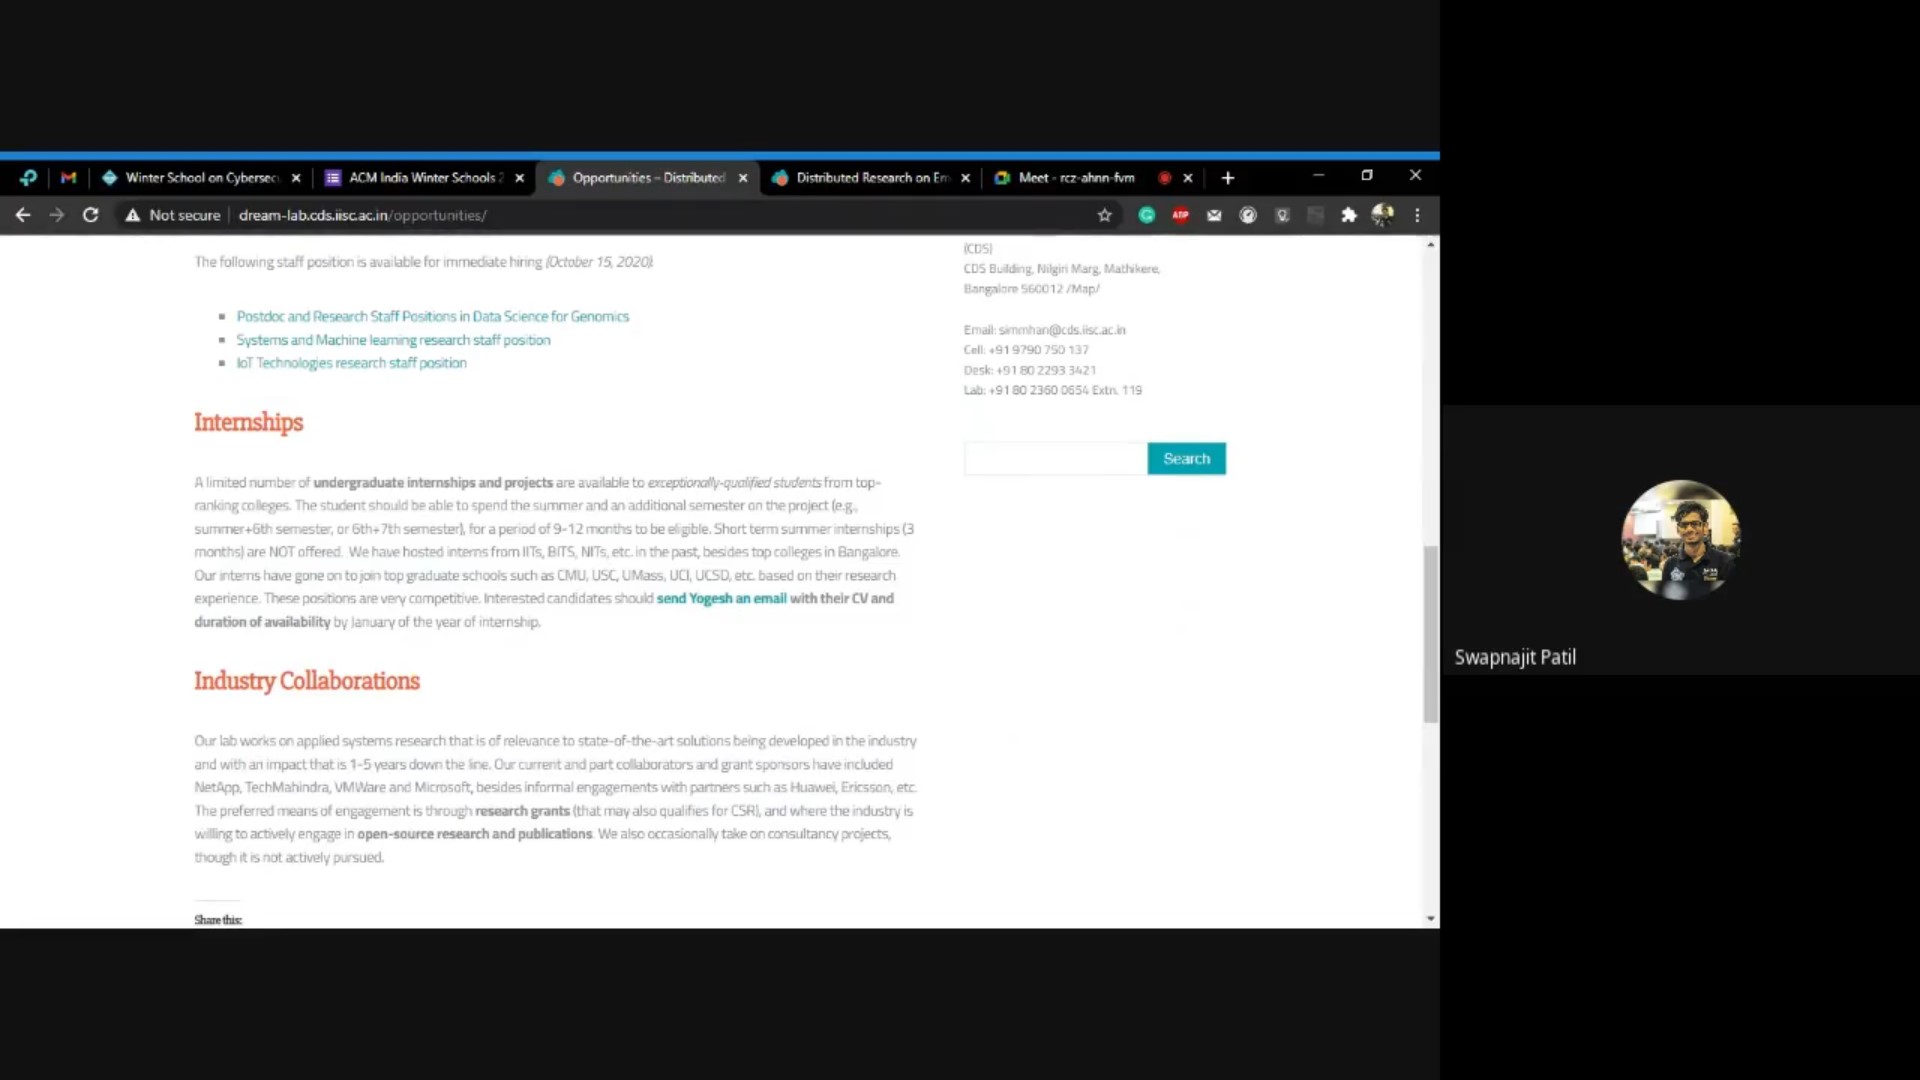 Winter School on Cybersec
ACM India Winter Schools 2
Opportunities – Distributed
Distributed Research on Em
Meet - rcz-ahnn-fvm
Not secure
dream-lab.cds.iisc.ac.in/opportunities/
ABP
The following staff position is available for immediate hiring (October 15, 2020):
Postdoc and Research Staff Positions in Data Science for Genomics
Systems and Machine learning research staff position
IoT Technologies research staff position
Internships
A limited number of undergraduate internships and projects are available to exceptionally-qualified students from top-
ranking colleges. The student should be able to spend the summer and an additional semester on the project (e.g.,
summer+6th semester, or 6th+7th semester), for a period of 9-12 months to be eligible. Short term summer internships (3
months) are NOT offered. We have hosted interns from IITs, BITS, NITs, etc. in the past, besides top colleges in Bangalore.
Our interns have gone on to join top graduate schools such as CMU, USC, UMass, UCI, UCSD, etc. based on their research
experience. These positions are very competitive. Interested candidates should send Yogesh an email with their CV and
duration of availability by January of the year of internship.
Industry Collaborations
Our lab works on applied systems research that is of relevance to state-of-the-art solutions being developed in the industry
and with an impact that is 1-5 years down the line. Our current and part collaborators and grant sponsors have included
NetApp, TechMahindra, VMWare and Microsoft, besides informal engagements with partners such as Huawei, Ericsson, etc.
The preferred means of engagement is through research grants (that may also qualifies for CSR), and where the industry is
willing to actively engage in open-source research and publications. We also occasionally take on consultancy projects,
though it is not actively pursued.
Share this:
(CDS)
CDS Building, Nilgiri Marg, Mathikere,
Bangalore 560012 /Map/
Email: simmhan@cds.iisc.ac.in
Cell: +91 9790 750 137
Desk: +91 80 2293 3421
Lab: +91 80 2360 0654 Extn. 119
Search
Swapnajit Patil